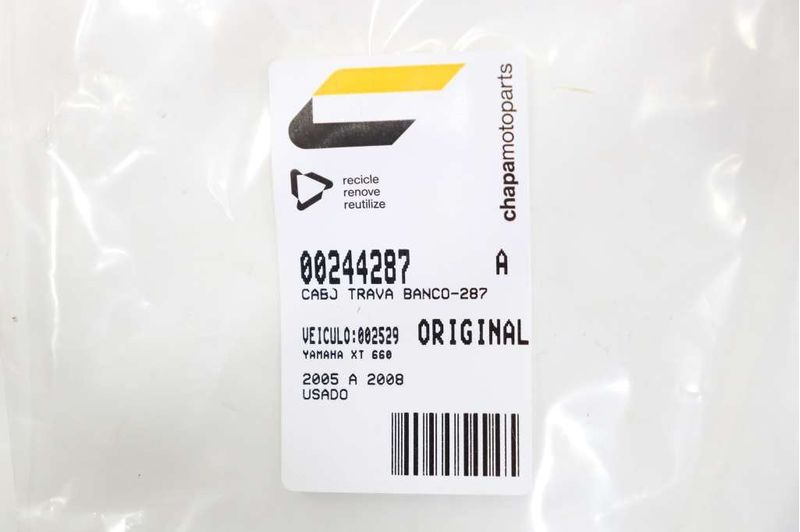 chapamotoparts
recicle
renove
reutilize
00244287 A
CABJ TRAVA BANCO-287
VEICULO:002529 ORIGINAL
YAMAHA XT 660
2005 A 2008
USADO